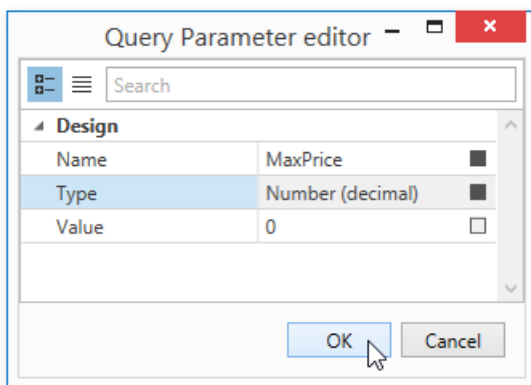 Query Parameter editor
Search
Design
Name MaxPrice
Type Number (decimal)
Value 0
OK Cancel